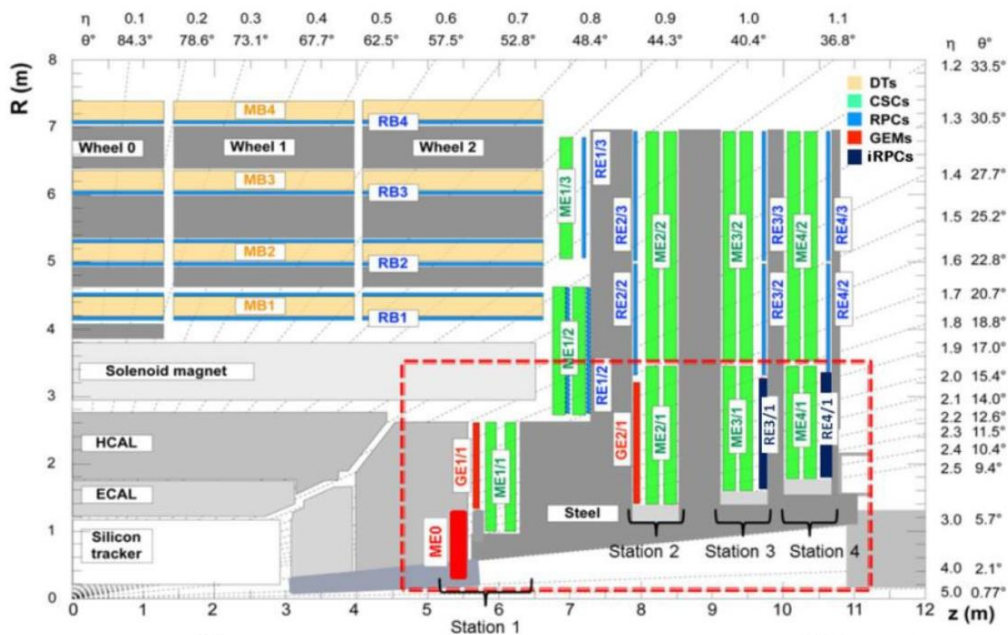 η 0.1 0.2 0.3 0.4 0.5 0.6 0.7 0.8 0.9 1.0 1.1
θ° 84.3° 78.6° 73.1° 67.7° 62.5° 57.5° 52.8° 48.4° 44.3° 40.4° 36.8° η θ°
R (m)
8
7
6
5
4
3
2
1
0
1.2 33.5°
1.3 30.5°
1.4 27.7°
1.5 25.2°
1.6 22.8°
1.7 20.7°
1.8 18.8°
1.9 17.0°
2.0 15.4°
2.1 14.0°
2.2 12.6°
2.3 11.5°
2.4 10.4°
2.5 9.4°
3.0 5.7°
4.0 2.1°
5.0 0.77°
DTs
CSCs
RPCs
GEMs
iRPCs
MB4
RB4
Wheel 0 Wheel 1 Wheel 2
MB3
RB3
MB2
RB2
MB1
RB1
ME1/3
RE1/3
RE2/3
ME2/2
ME3/2
RE3/3
ME4/2
RE4/3
RE2/2
RE3/2
RE4/2
ME1/2
RE1/2
Solenoid magnet
HCAL
ECAL
Silicon
tracker
GE1/1
ME1/1
GE2/1
ME2/1
ME3/1
RE3/1
ME4/1
RE4/1
ME0
Steel
Station 2 Station 3 Station 4
0 1 2 3 4 5 6 7 8 9 10 11 12
Station 1
z (m)